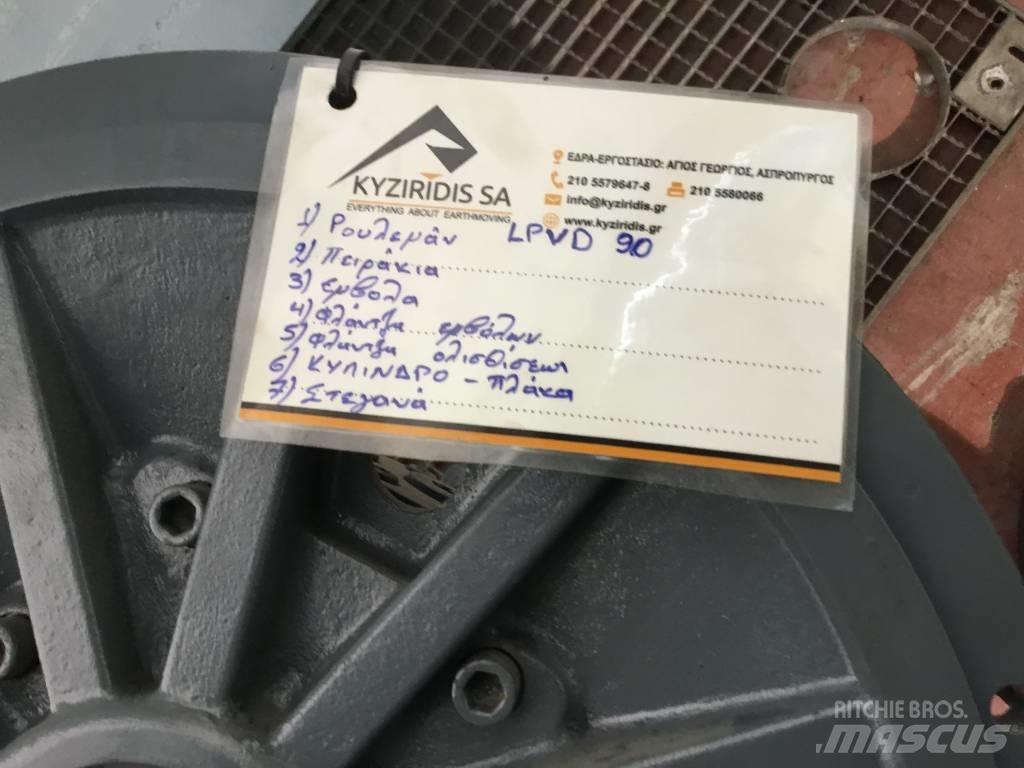 KYZIRIDIS SA
EVERYTHING ABOUT EARTHMOVING
ΕΔΡΑ-ΕΡΓΟΣΤΑΣΙΟ: ΑΓΙΟΣ ΓΕΩΡΓΙΟΣ, ΑΣΠΡΟΠΥΡΓΟΣ
210 5579647-8 210 5580066
info@kyziridis.gr
www.kyziridis.gr
1) Ρουλεμάν LPVD 90
2) Πειράκια
3) εμβολα
4) φλάντζα εμβόλων
5) φλάντζα ολισθίσεως
6) ΚΥΛΙΝΔΡΟ - πλάκα
7) Στεγανά
RITCHIE BROS.
MASCUS